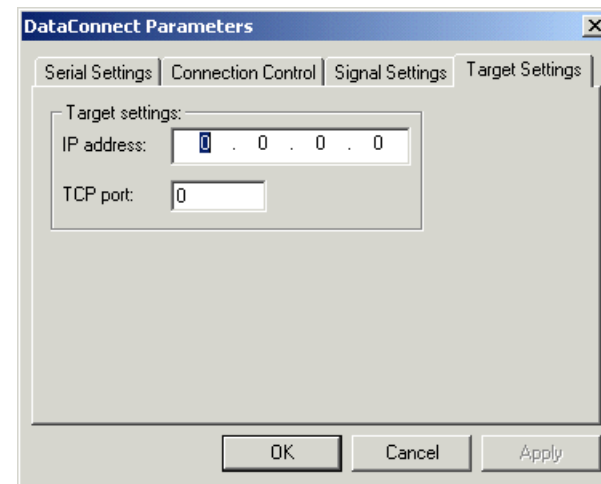 DataConnect Parameters
Serial Settings Connection Control Signal Settings Target Settings
Target settings:
IP address: 0 . 0 . 0 . 0
TCP port: 0
OK Cancel Apply